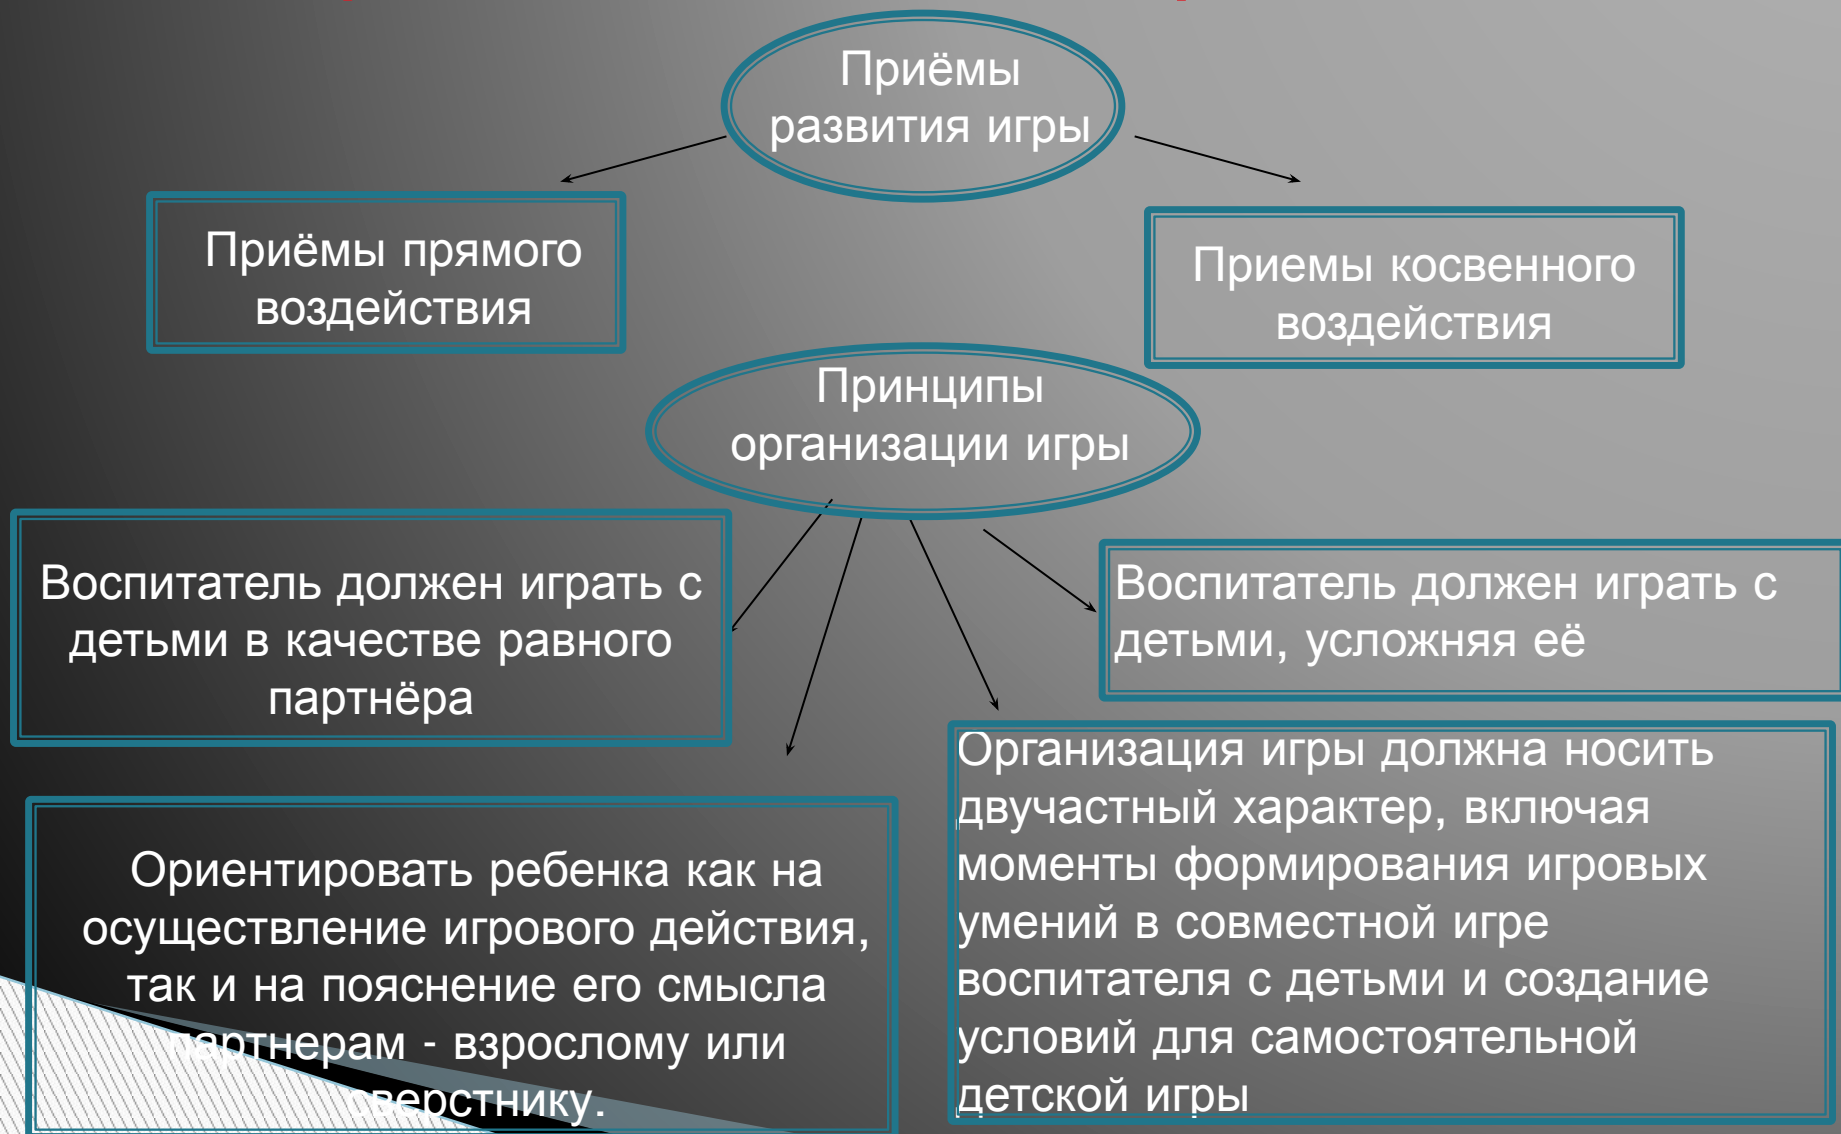 Приёмы
развития игры
Приёмы прямого
воздействия
Приемы косвенного
воздействия
Принципы
организации игры
Воспитатель должен играть с
детьми в качестве равного
партнёра
Воспитатель должен играть с
детьми, усложняя её
Ориентировать ребенка как на
осуществление игрового действия,
так и на пояснение его смысла
партнерам - взрослому или
сверстнику.
Организация игры должна носить
двучастный характер, включая
моменты формирования игровых
умений в совместной игре
воспитателя с детьми и создание
условий для самостоятельной
детской игры